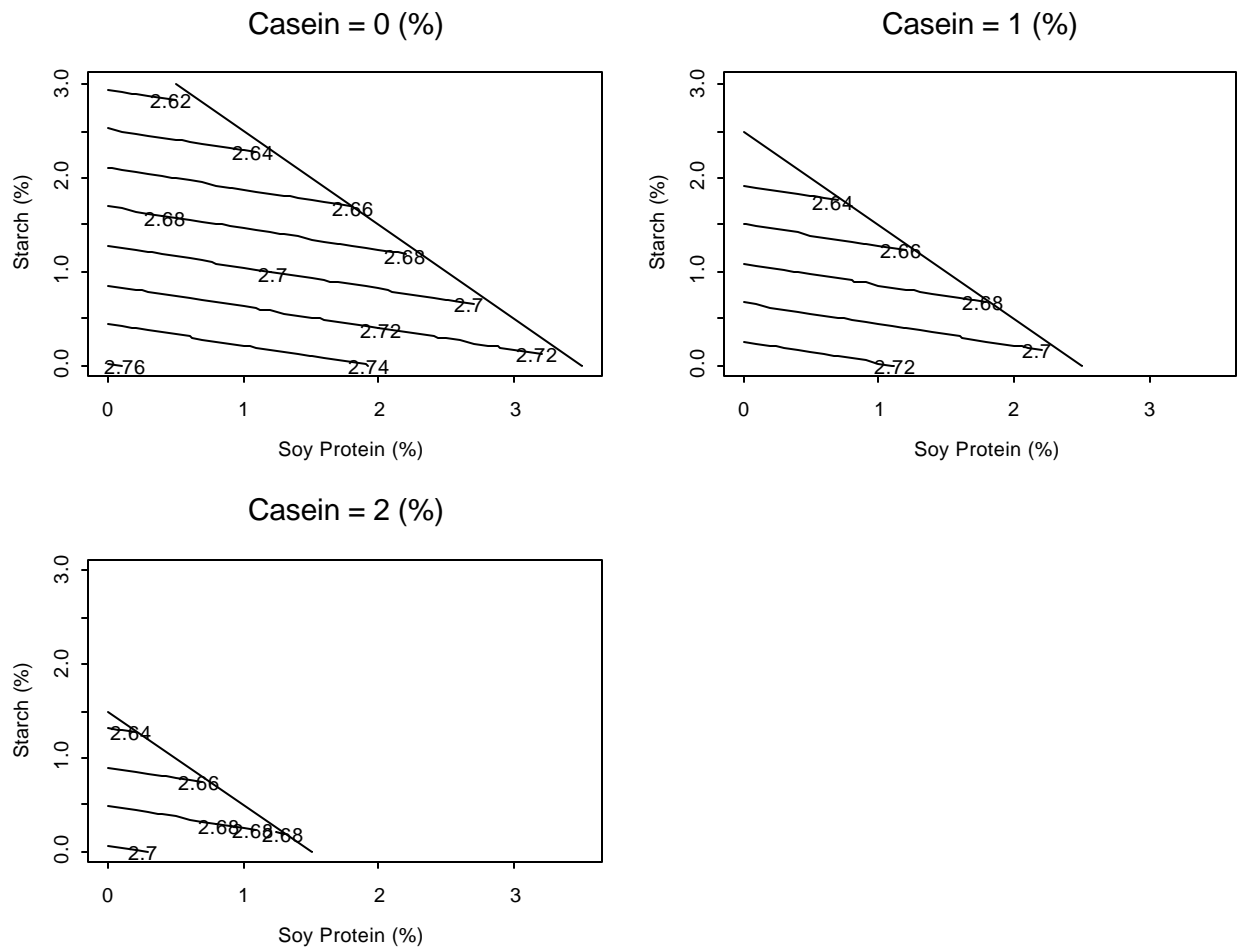 Casein = 0 (%)
Casein = 1 (%)
3.0
2.62
2.64
2.0
2.66
2.68
2.68
Starch (%)
1.0
2.7
2.7
2.72
2.72
0.0
2.76
2.74
0 1 2 3
Soy Protein (%)
3.0
2.0
2.64
Starch (%)
2.66
1.0
2.68
2.7
0.0
2.72
0 1 2 3
Soy Protein (%)
Casein = 2 (%)
3.0
2.0
Starch (%)
2.64
1.0
2.66
2.68 2.68 2.68
0.0
2.7
0 1 2 3
Soy Protein (%)